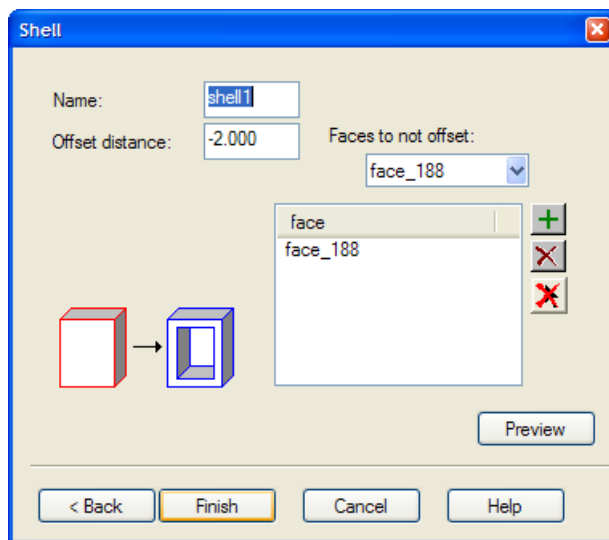 Shell
Name:
shell1
Offset distance:
-2.000
Faces to not offset:
face_188
face
face_188
Preview
< Back
Finish
Cancel
Help